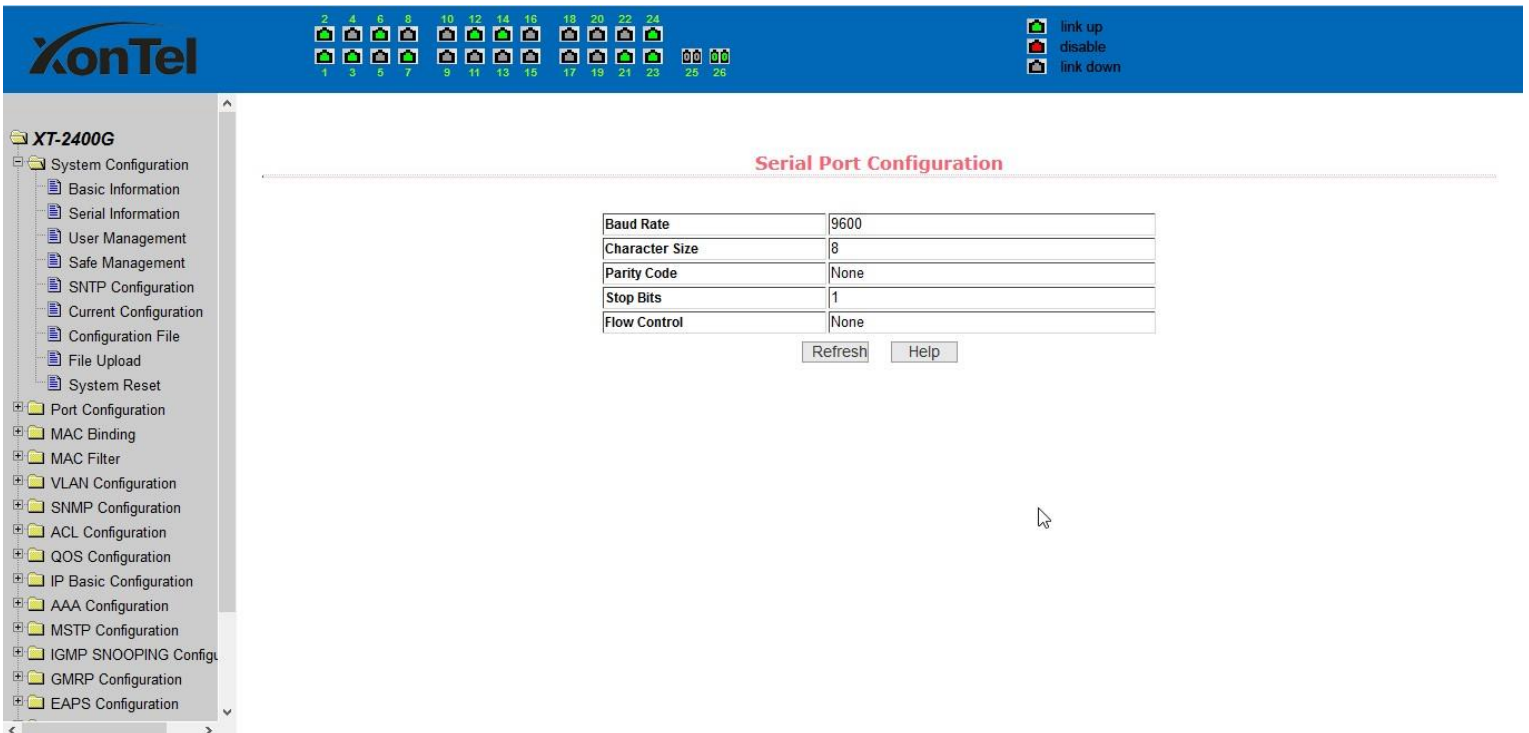 XonTel
2 4 6 8 10 12 14 16 18 20 22 24
1 3 5 7 9 11 13 15 17 19 21 23 25 26
link up
disable
link down
XT-2400G
System Configuration
Basic Information
Serial Information
User Management
Safe Management
SNTP Configuration
Current Configuration
Configuration File
File Upload
System Reset
Port Configuration
MAC Binding
MAC Filter
VLAN Configuration
SNMP Configuration
ACL Configuration
QOS Configuration
IP Basic Configuration
AAA Configuration
MSTP Configuration
IGMP SNOOPING Configu
GMRP Configuration
EAPS Configuration
Serial Port Configuration
Baud Rate 9600
Character Size 8
Parity Code None
Stop Bits 1
Flow Control None
Refresh Help